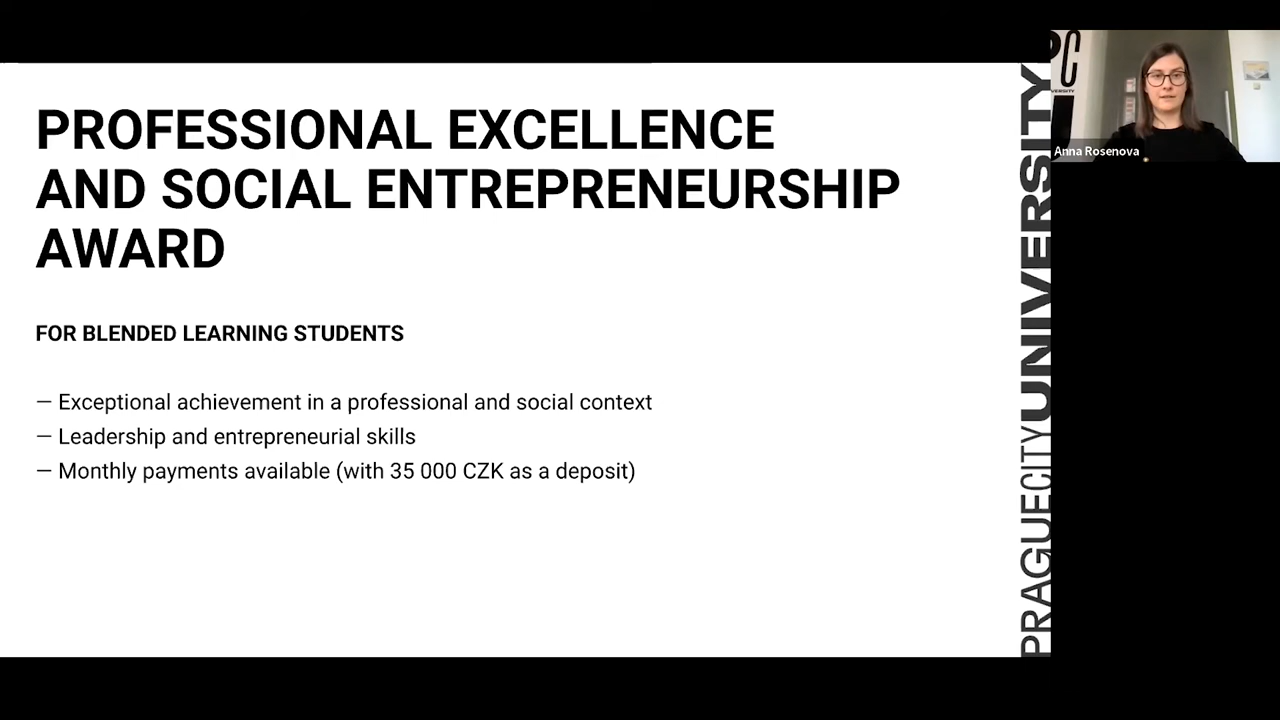 PROFESSIONAL EXCELLENCE
AND SOCIAL ENTREPRENEURSHIP
AWARD
FOR BLENDED LEARNING STUDENTS
— Exceptional achievement in a professional and social context
— Leadership and entrepreneurial skills
— Monthly payments available (with 35 000 CZK as a deposit)
PRAGUECITYUNIVERSITY
Anna Rosenova